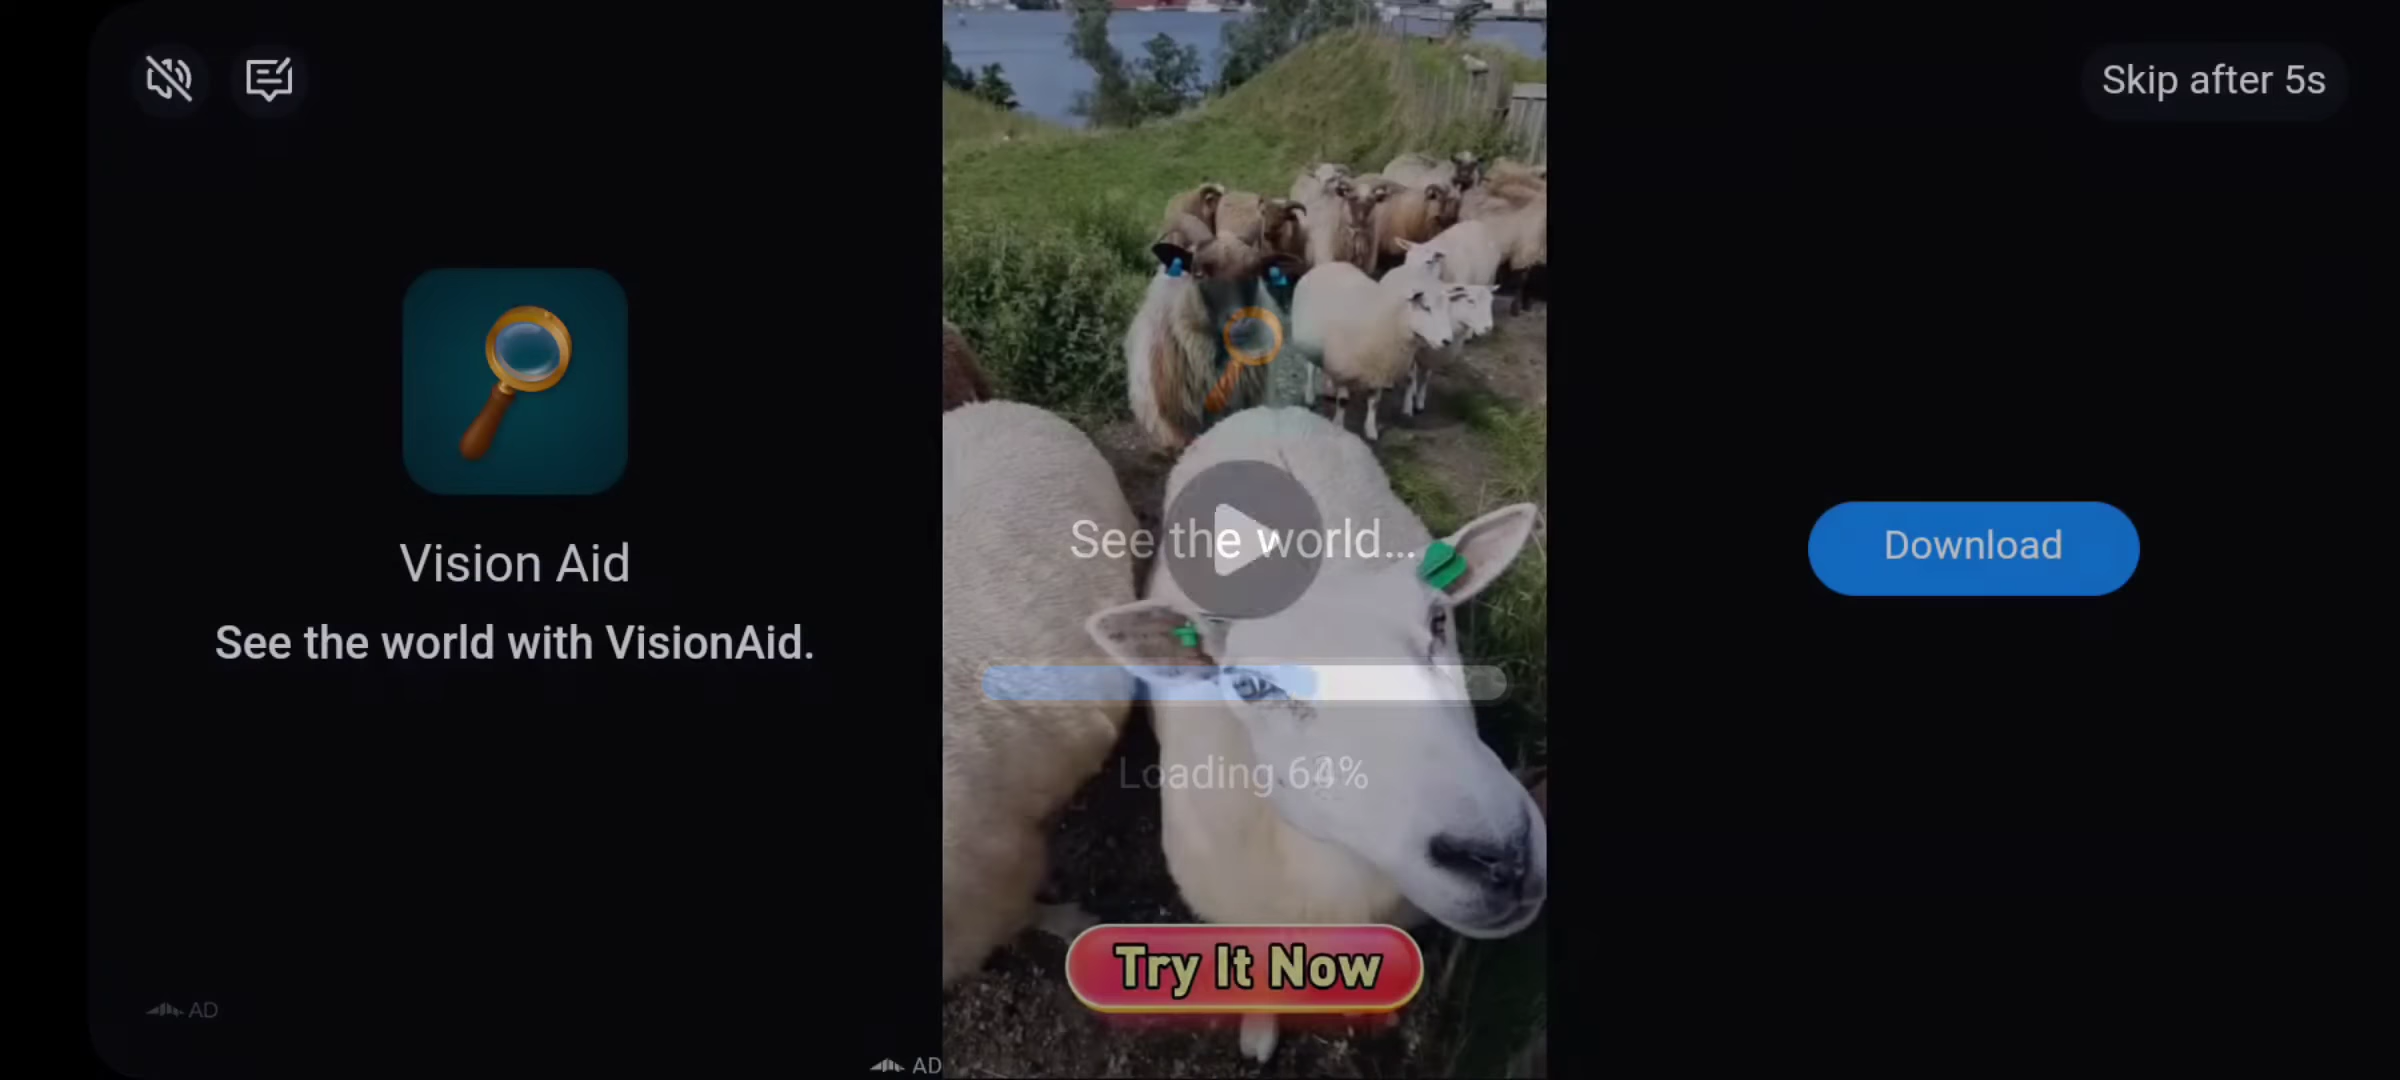 Skip after 5s
Vision Aid
See the world with VisionAid.
See the world...
Download
Loading 64%
Try It Now
AD
AD